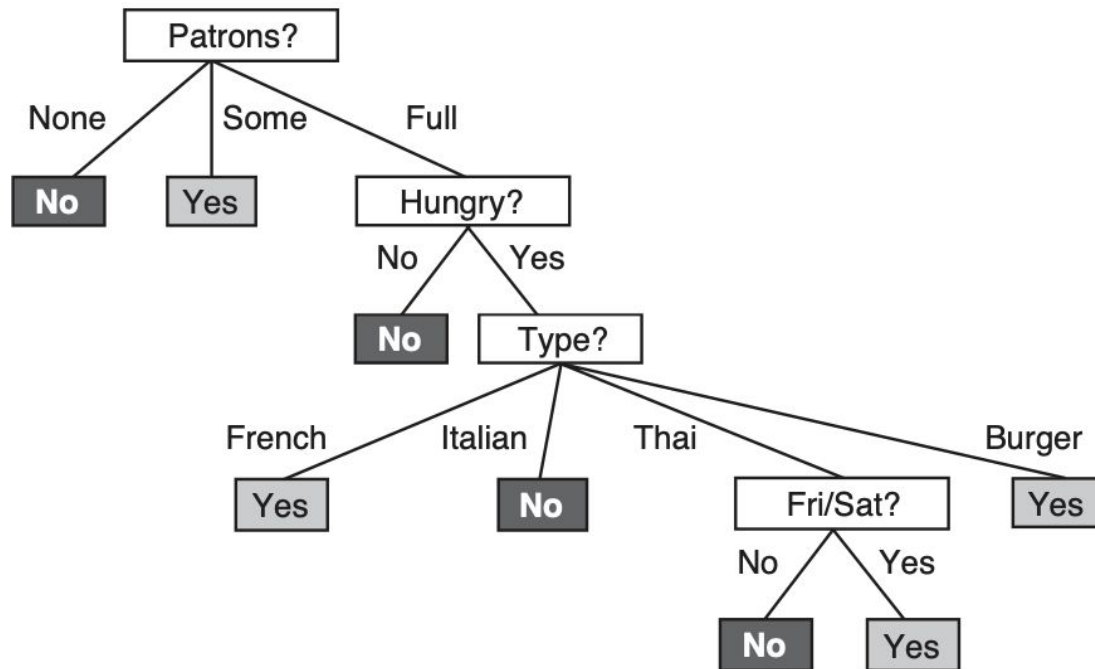 Patrons?
None Some Full
No Yes Hungry?
No Yes
No Type?
French Italian Thai Burger
Yes No Fri/Sat? Yes
No Yes
No Yes